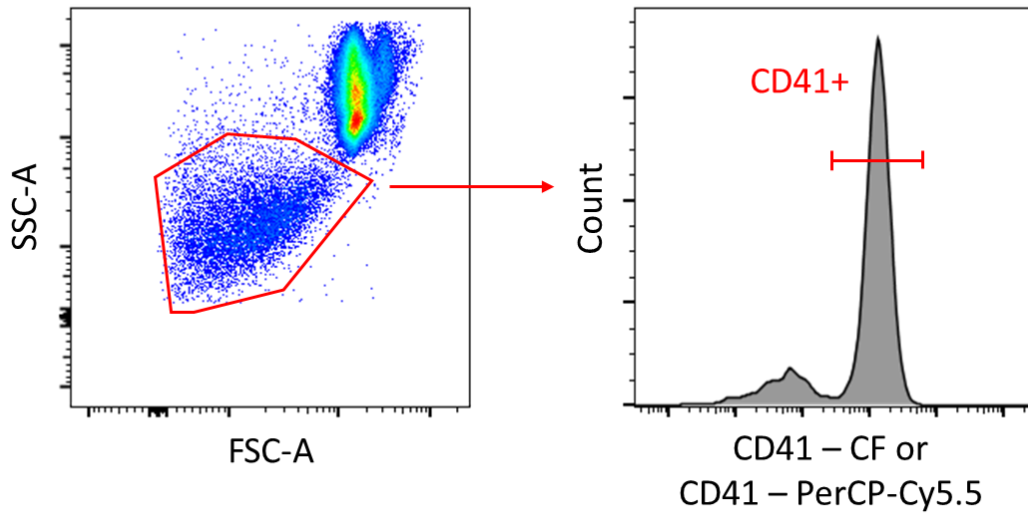 SSC-A
FSC-A
CD41+
Count
CD41 – CF or
CD41 – PerCP-Cy5.5